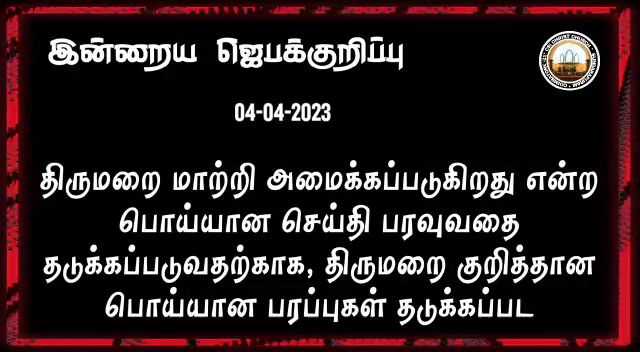 இன்றைய ஜெபக்குறிப்பு
04-04-2023
திருமறை மாற்றி அமைக்கப்படுகிறது என்ற
பொய்யான செய்தி பரவுவதை
தடுக்கப்படுவதற்காக, திருமறை குறித்தான
பொய்யான பரப்புகள் தடுக்கப்பட